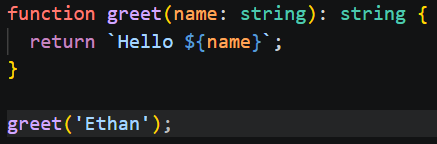 function greet(name: string): string {
  return `Hello ${name}`;
}
greet('Ethan');